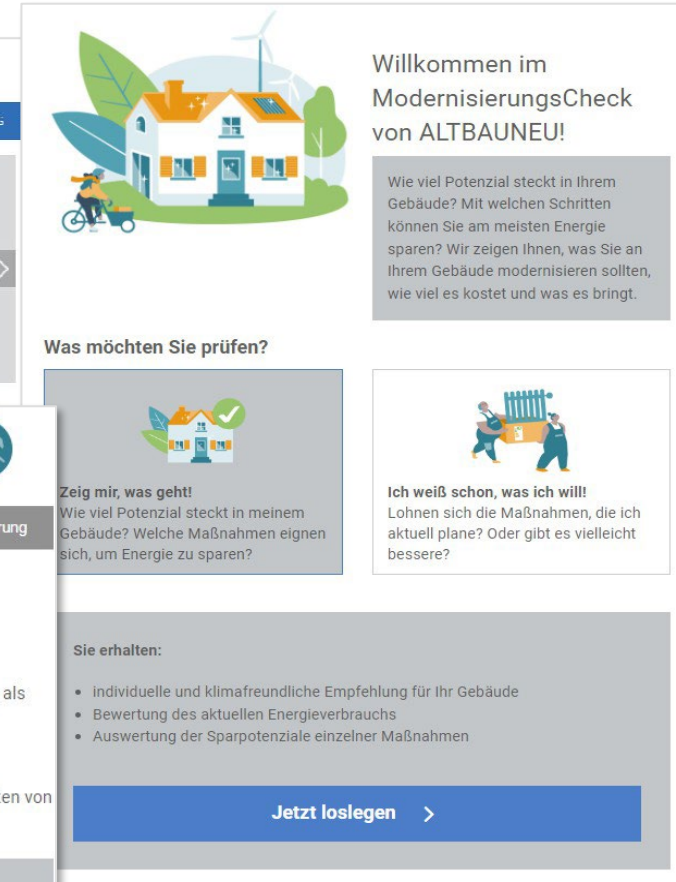 Willkommen im
ModernisierungsCheck
von ALTBAUNEU!
Wie viel Potenzial steckt in Ihrem
Gebäude? Mit welchen Schritten
können Sie am meisten Energie
sparen? Wir zeigen Ihnen, was Sie an
Ihrem Gebäude modernisieren sollten,
wie viel es kostet und was es bringt.
Was möchten Sie prüfen?
Zeig mir, was geht!
Wie viel Potenzial steckt in meinem
Gebäude? Welche Maßnahmen eignen
sich, um Energie zu sparen?
Ich weiß schon, was ich will!
Lohnen sich die Maßnahmen, die ich
aktuell plane? Oder gibt es vielleicht
bessere?
rung
als
ten von
Sie erhalten:
• individuelle und klimafreundliche Empfehlung für Ihr Gebäude
• Bewertung des aktuellen Energieverbrauchs
• Auswertung der Sparpotenziale einzelner Maßnahmen
Jetzt loslegen